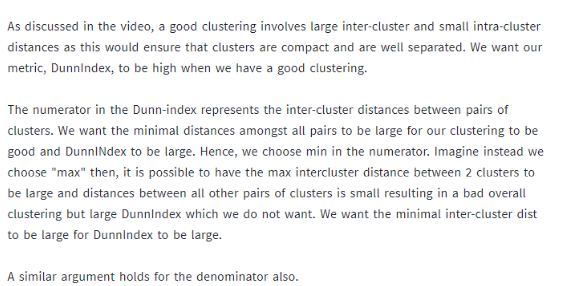 As discussed in the video, a good clustering involves large inter-cluster and small intra-cluster
distances as this would ensure that clusters are compact and are well separated. We want our
metric, DunnIndex, to be high when we have a good clustering.
The numerator in the Dunn-index represents the inter-cluster distances between pairs of
clusters. We want the minimal distances amongst all pairs to be large for our clustering to be
good and DunnINdex to be large. Hence, we choose min in the numerator. Imagine instead we
choose "max" then, it is possible to have the max intercluster distance between 2 clusters to
be large and distances between all other pairs of clusters is small resulting in a bad overall
clustering but large DunnIndex which we do not want. We want the minimal inter-cluster dist
to be large for DunnIndex to be large.
A similar argument holds for the denominator also.